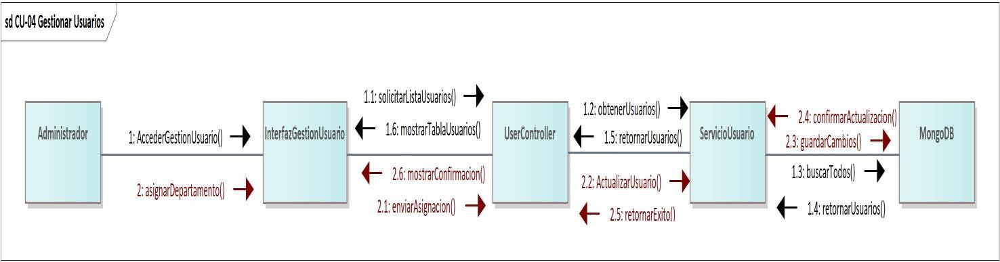 sd CU-04 Gestionar Usuarios
Administrador
1: AccederGestionUsuario()
2: asignarDepartamento()
InterfazGestionUsuario
1.1: solicitarListaUsuarios()
1.6: mostrarTablaUsuarios()
2.6: mostrarConfirmacion()
2.1: enviarAsignacion()
UserController
1.2: obtenerUsuarios()
1.5: retornarUsuarios()
2.2: ActualizarUsuario()
2.5: retornarExito()
ServicioUsuario
2.4: confirmarActualizacion()
2.3: guardarCambios()
1.3: buscarTodos()
1.4: retornarUsuarios()
MongoDB